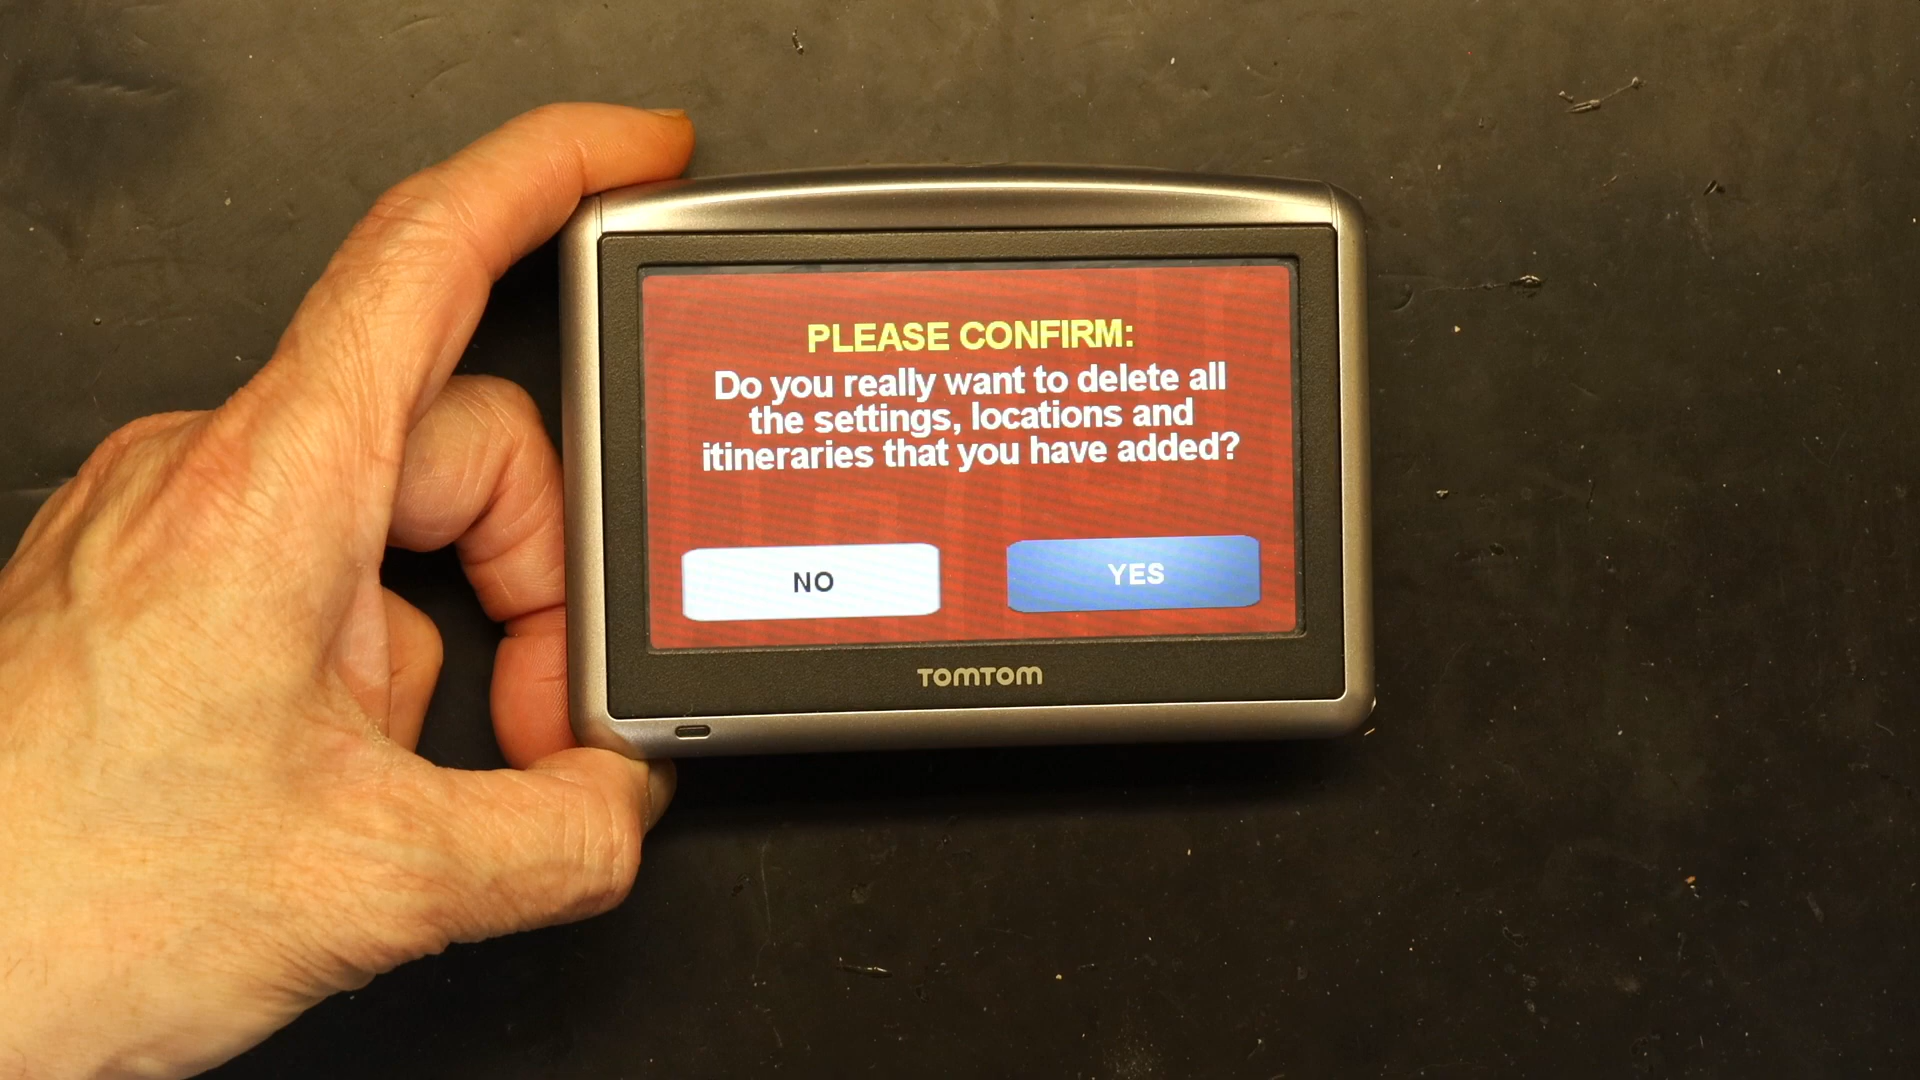 PLEASE CONFIRM:
Do you really want to delete all
the settings, locations and
itineraries that you have added?
NO
YES
TOMTOM